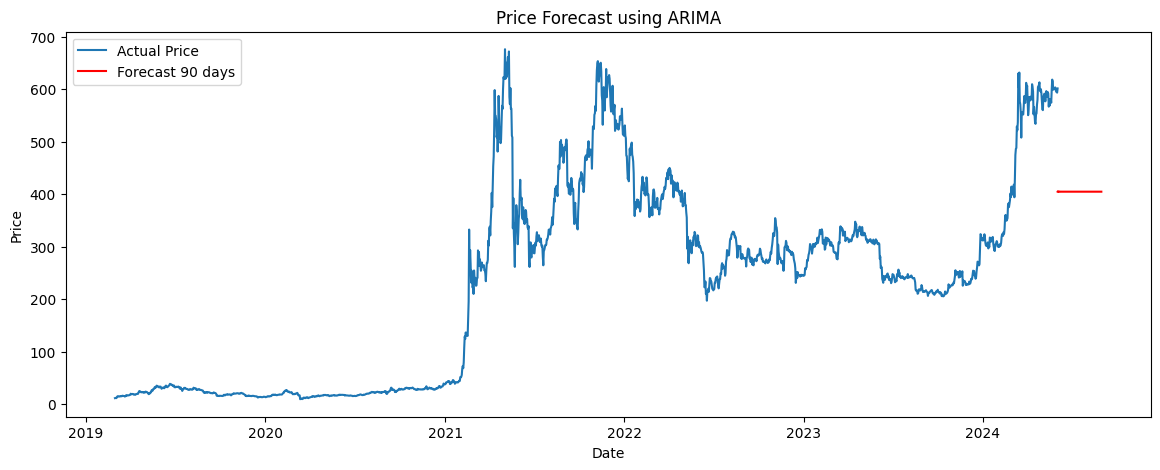 Price Forecast using ARIMA
Actual Price
Forecast 90 days
700
600
500
400
300
200
100
0
Price
2019 2020 2021 2022 2023 2024
Date